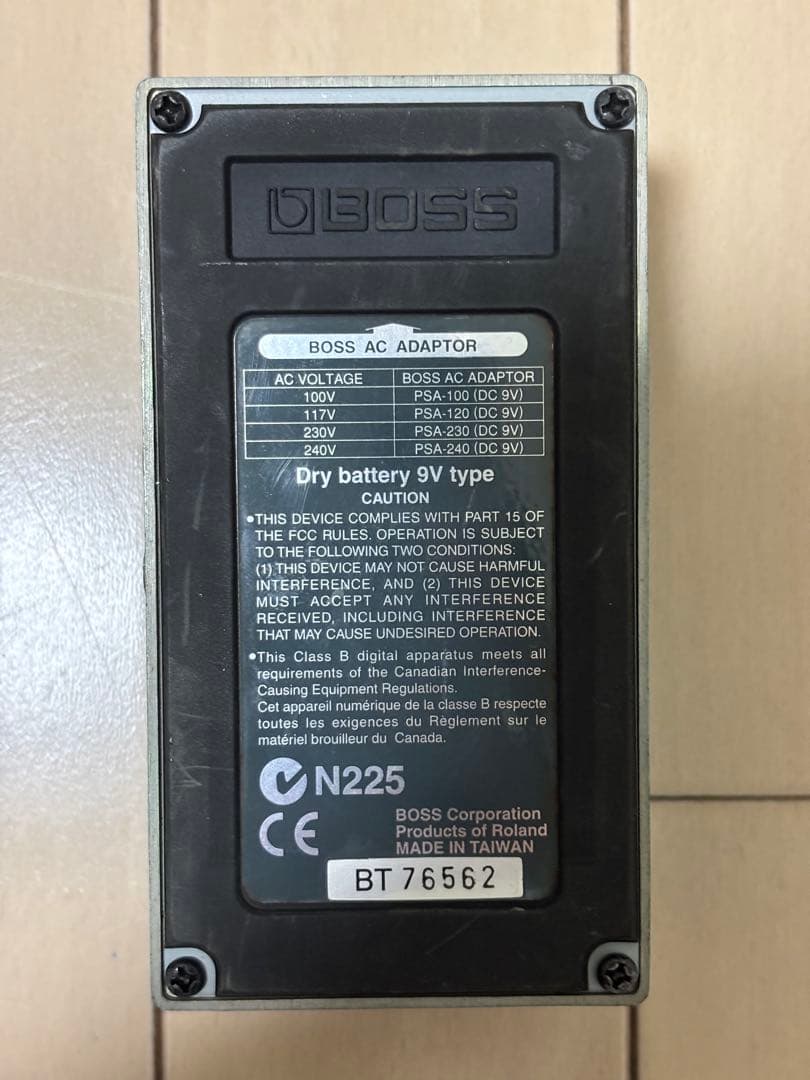 BOSS
BOSS AC ADAPTOR
AC VOLTAGE BOSS AC ADAPTOR
100V PSA-100 (DC 9V)
117V PSA-120 (DC 9V)
230V PSA-230 (DC 9V)
240V PSA-240 (DC 9V)
Dry battery 9V type
CAUTION
•THIS DEVICE COMPLIES WITH PART 15 OF
THE FCC RULES. OPERATION IS SUBJECT
TO THE FOLLOWING TWO CONDITIONS:
(1) THIS DEVICE MAY NOT CAUSE HARMFUL
INTERFERENCE, AND (2) THIS DEVICE
MUST ACCEPT ANY INTERFERENCE
RECEIVED, INCLUDING INTERFERENCE
THAT MAY CAUSE UNDESIRED OPERATION.
•This Class B digital apparatus meets all
requirements of the Canadian Interference-
Causing Equipment Regulations.
Cet appareil numérique de la classe B respecte
toutes les exigences du Règlement sur le
matériel brouilleur du Canada.
N225
CE
BOSS Corporation
Products of Roland
MADE IN TAIWAN
BT 76562